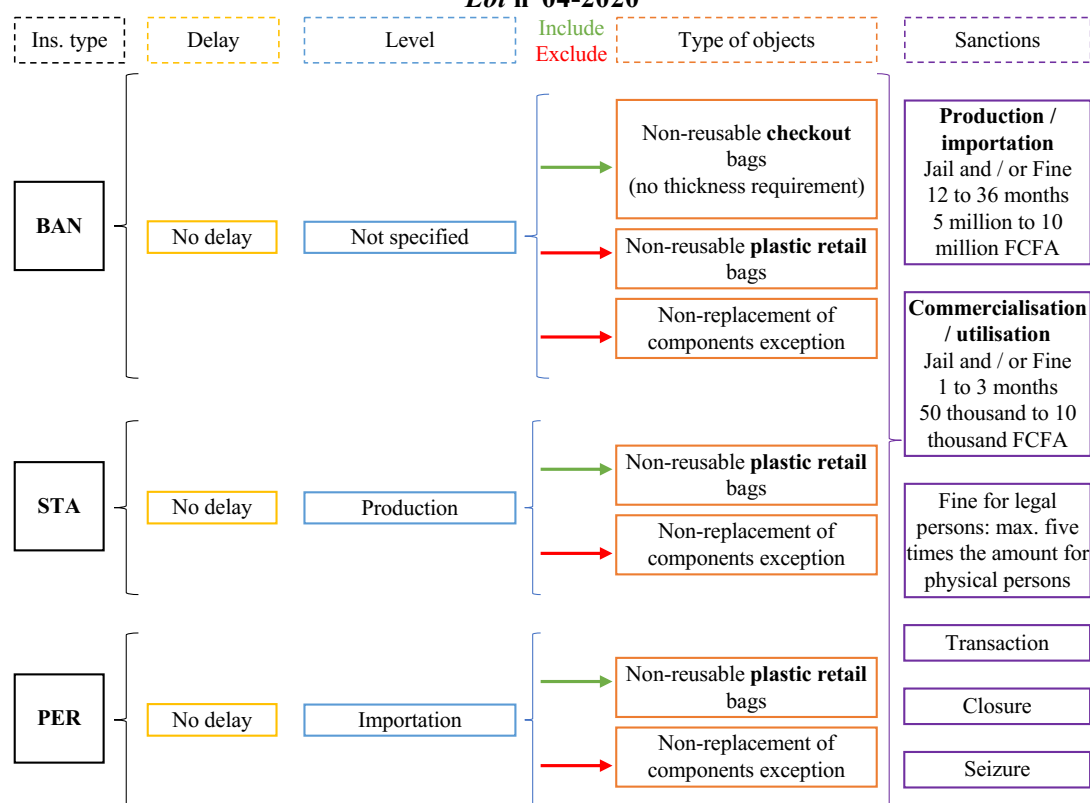 Loi n°04-2020
Ins. type
Delay
Level
Include
Exclude
Type of objects
Sanctions
BAN
No delay
Not specified
Non-reusable checkout
bags
(no thickness requirement)
Non-reusable plastic retail
bags
Non-replacement of
components exception
STA
No delay
Production
Non-reusable plastic retail
bags
Non-replacement of
components exception
PER
No delay
Importation
Non-reusable plastic retail
bags
Non-replacement of
components exception
Production /
importation
Jail and / or Fine
12 to 36 months
5 million to 10
million FCFA
Commercialisation
/ utilisation
Jail and / or Fine
1 to 3 months
50 thousand to 10
thousand FCFA
Fine for legal
persons: max. five
times the amount for
physical persons
Transaction
Closure
Seizure